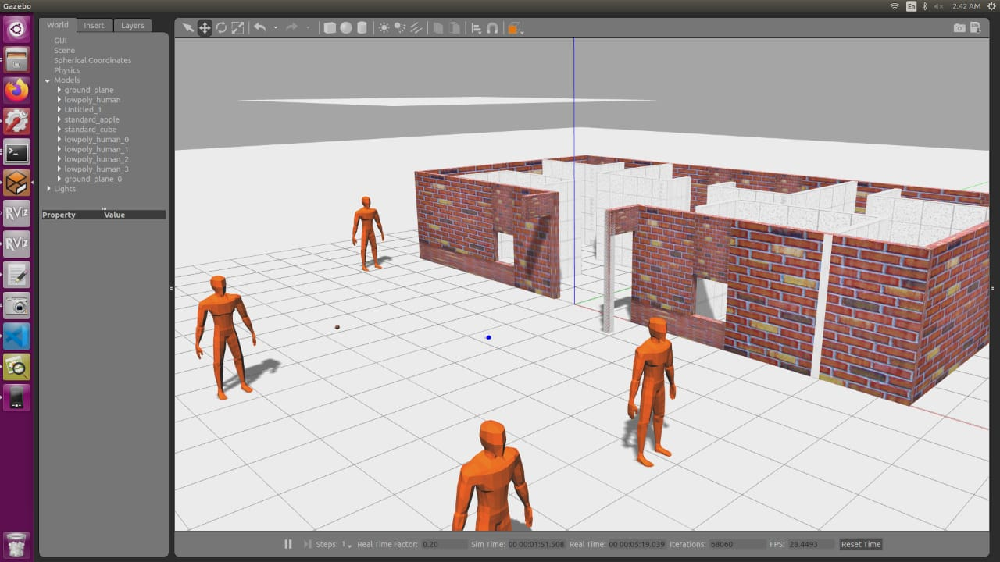 Gazebo
En
2:42 AM
World Insert Layers
GUI
Scene
Spherical Coordinates
Physics
Models
ground_plane
lowpoly_human
Untitled_1
standard_apple
standard_cube
lowpoly_human_0
lowpoly_human_1
lowpoly_human_2
lowpoly_human_3
ground_plane_0
Lights
Property Value
RViz
RViz
Steps: 1 Real Time Factor: 0.20 Sim Time: 00 00:01:51.508 Real Time: 00 00:05:19.039 Iterations: 68060 FPS: 28.4493 Reset Time